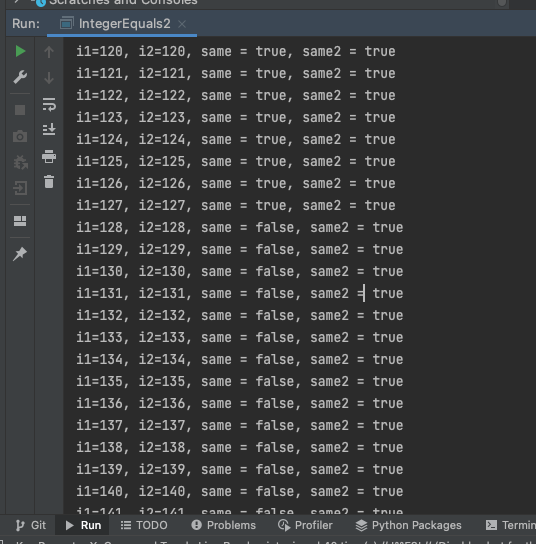 Scratches and Consoles
Run: IntegerEquals2
i1=120, i2=120, same = true, same2 = true
i1=121, i2=121, same = true, same2 = true
i1=122, i2=122, same = true, same2 = true
i1=123, i2=123, same = true, same2 = true
i1=124, i2=124, same = true, same2 = true
i1=125, i2=125, same = true, same2 = true
i1=126, i2=126, same = true, same2 = true
i1=127, i2=127, same = true, same2 = true
i1=128, i2=128, same = false, same2 = true
i1=129, i2=129, same = false, same2 = true
i1=130, i2=130, same = false, same2 = true
i1=131, i2=131, same = false, same2 = true
i1=132, i2=132, same = false, same2 = true
i1=133, i2=133, same = false, same2 = true
i1=134, i2=134, same = false, same2 = true
i1=135, i2=135, same = false, same2 = true
i1=136, i2=136, same = false, same2 = true
i1=137, i2=137, same = false, same2 = true
i1=138, i2=138, same = false, same2 = true
i1=139, i2=139, same = false, same2 = true
i1=140, i2=140, same = false, same2 = true
i1=141, i2=141, same = false, same2 = true
Git Run TODO Problems Profiler Python Packages Termin